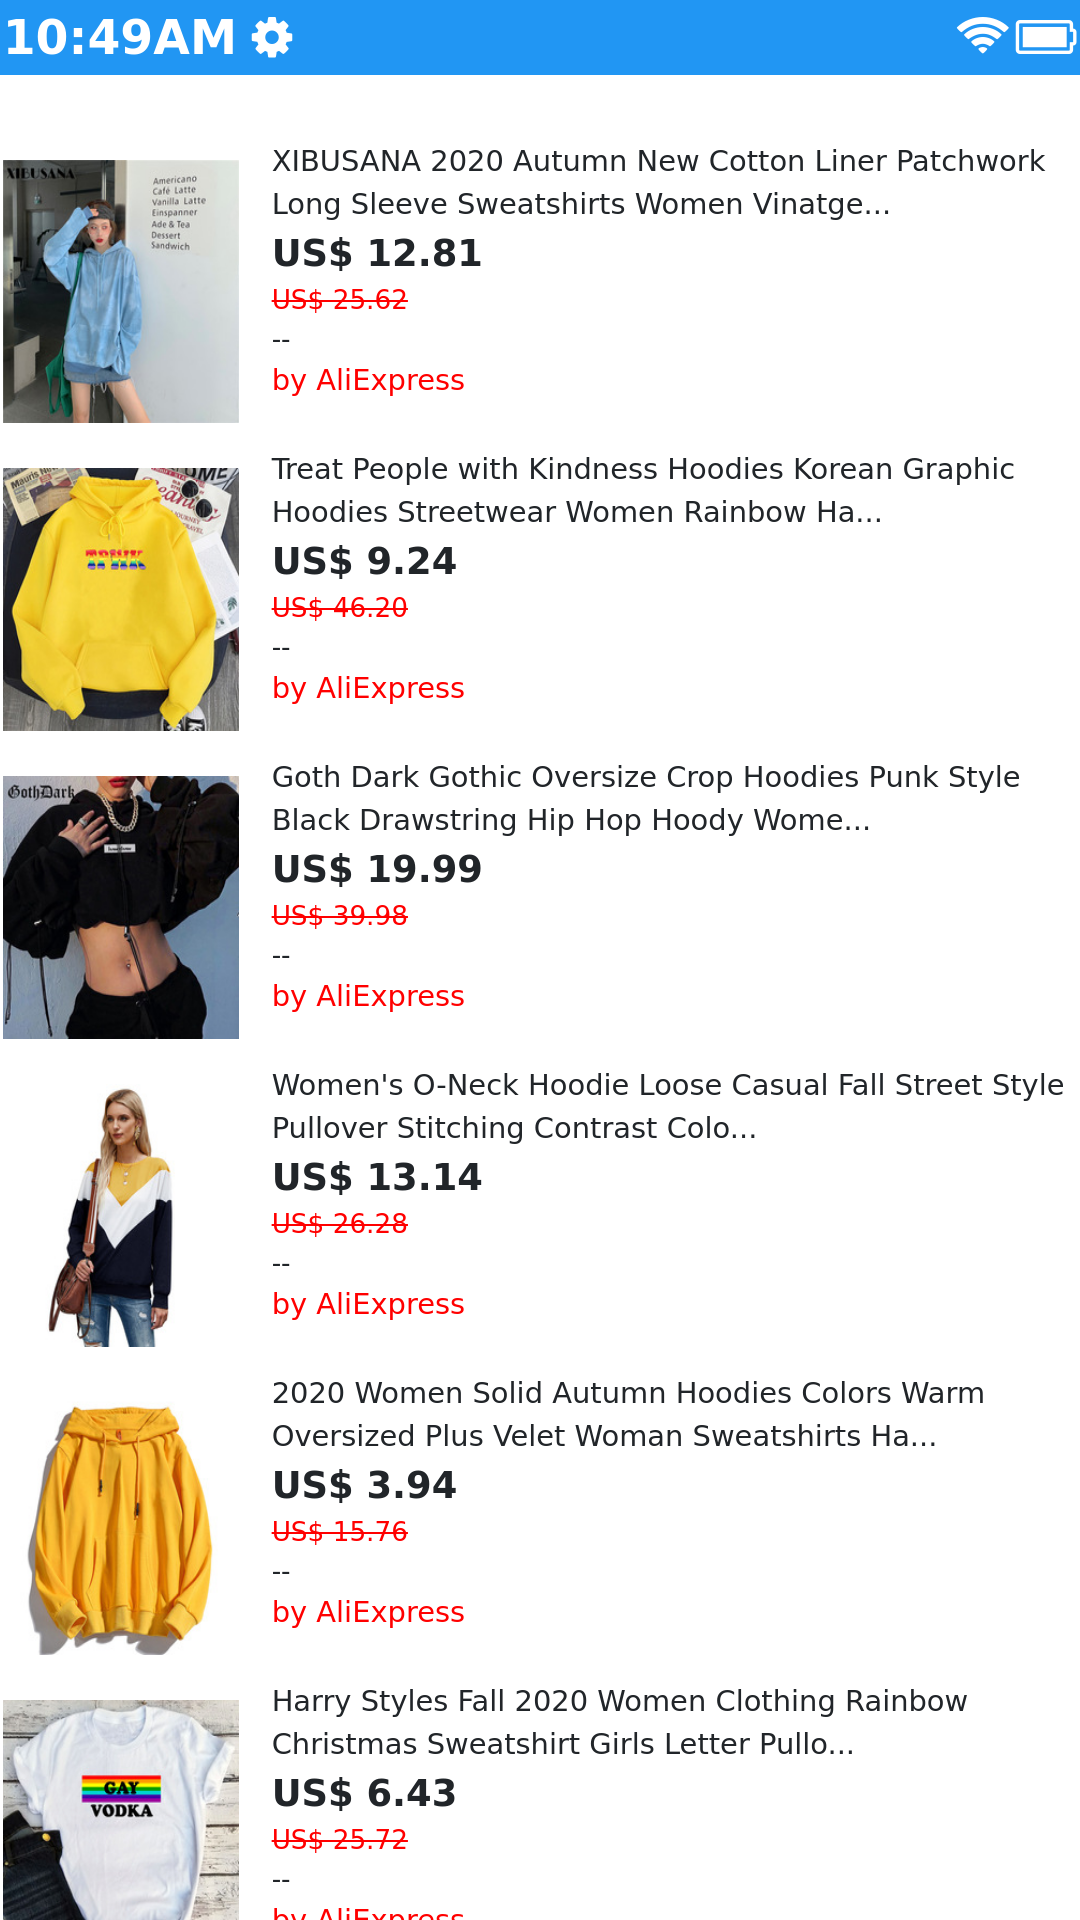 10:49AM
XIBUSANA
Americano
Café Latte
Vanilla Latte
Einspanner
Ade & Tea
Dessert
Sandwich
XIBUSANA 2020 Autumn New Cotton Liner Patchwork
Long Sleeve Sweatshirts Women Vinatge...
US$ 12.81
US$ 25.62
--
by AliExpress
TPWK
Treat People with Kindness Hoodies Korean Graphic
Hoodies Streetwear Women Rainbow Ha...
US$ 9.24
US$ 46.20
--
by AliExpress
GothDark
Goth Dark Gothic Oversize Crop Hoodies Punk Style
Black Drawstring Hip Hop Hoody Wome...
US$ 19.99
US$ 39.98
--
by AliExpress
Women's O-Neck Hoodie Loose Casual Fall Street Style
Pullover Stitching Contrast Colo...
US$ 13.14
US$ 26.28
--
by AliExpress
2020 Women Solid Autumn Hoodies Colors Warm
Oversized Plus Velet Woman Sweatshirts Ha...
US$ 3.94
US$ 15.76
--
by AliExpress
GAY
VODKA
Harry Styles Fall 2020 Women Clothing Rainbow
Christmas Sweatshirt Girls Letter Pullo...
US$ 6.43
US$ 25.72
--
by AliExpress